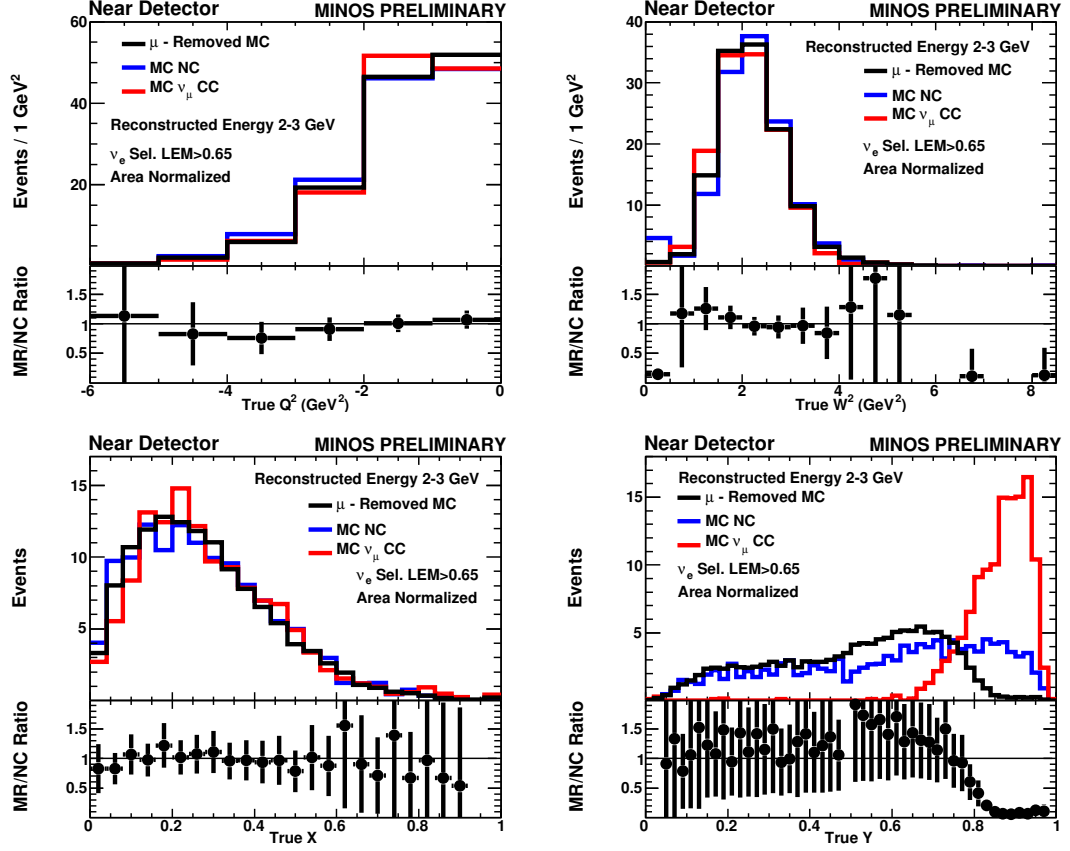 Near Detector MINOS PRELIMINARY
Events / 1 GeV²
60
40
20
μ - Removed MC
MC NC
MC ν_μ CC
Reconstructed Energy 2-3 GeV
ν_e Sel. LEM>0.65
Area Normalized
MR/NC Ratio
1.5
1
0.5
-6 -4 -2 0
True Q² (GeV²)
Near Detector MINOS PRELIMINARY
Events / 1 GeV²
40
30
20
10
0
Reconstructed Energy 2-3 GeV
μ - Removed MC
MC NC
MC ν_μ CC
ν_e Sel. LEM>0.65
Area Normalized
MR/NC Ratio
1.5
1
0.5
0 2 4 6 8
True W² (GeV²)
Near Detector MINOS PRELIMINARY
Events
15
10
5
Reconstructed Energy 2-3 GeV
μ - Removed MC
MC NC
MC ν_μ CC
ν_e Sel. LEM>0.65
Area Normalized
MR/NC Ratio
1.5
1
0.5
0 0.2 0.4 0.6 0.8 1
True X
Near Detector MINOS PRELIMINARY
Events
15
10
5
Reconstructed Energy 2-3 GeV
μ - Removed MC
MC NC
MC ν_μ CC
ν_e Sel. LEM>0.65
Area Normalized
MR/NC Ratio
1.5
1
0.5
0 0.2 0.4 0.6 0.8 1
True Y